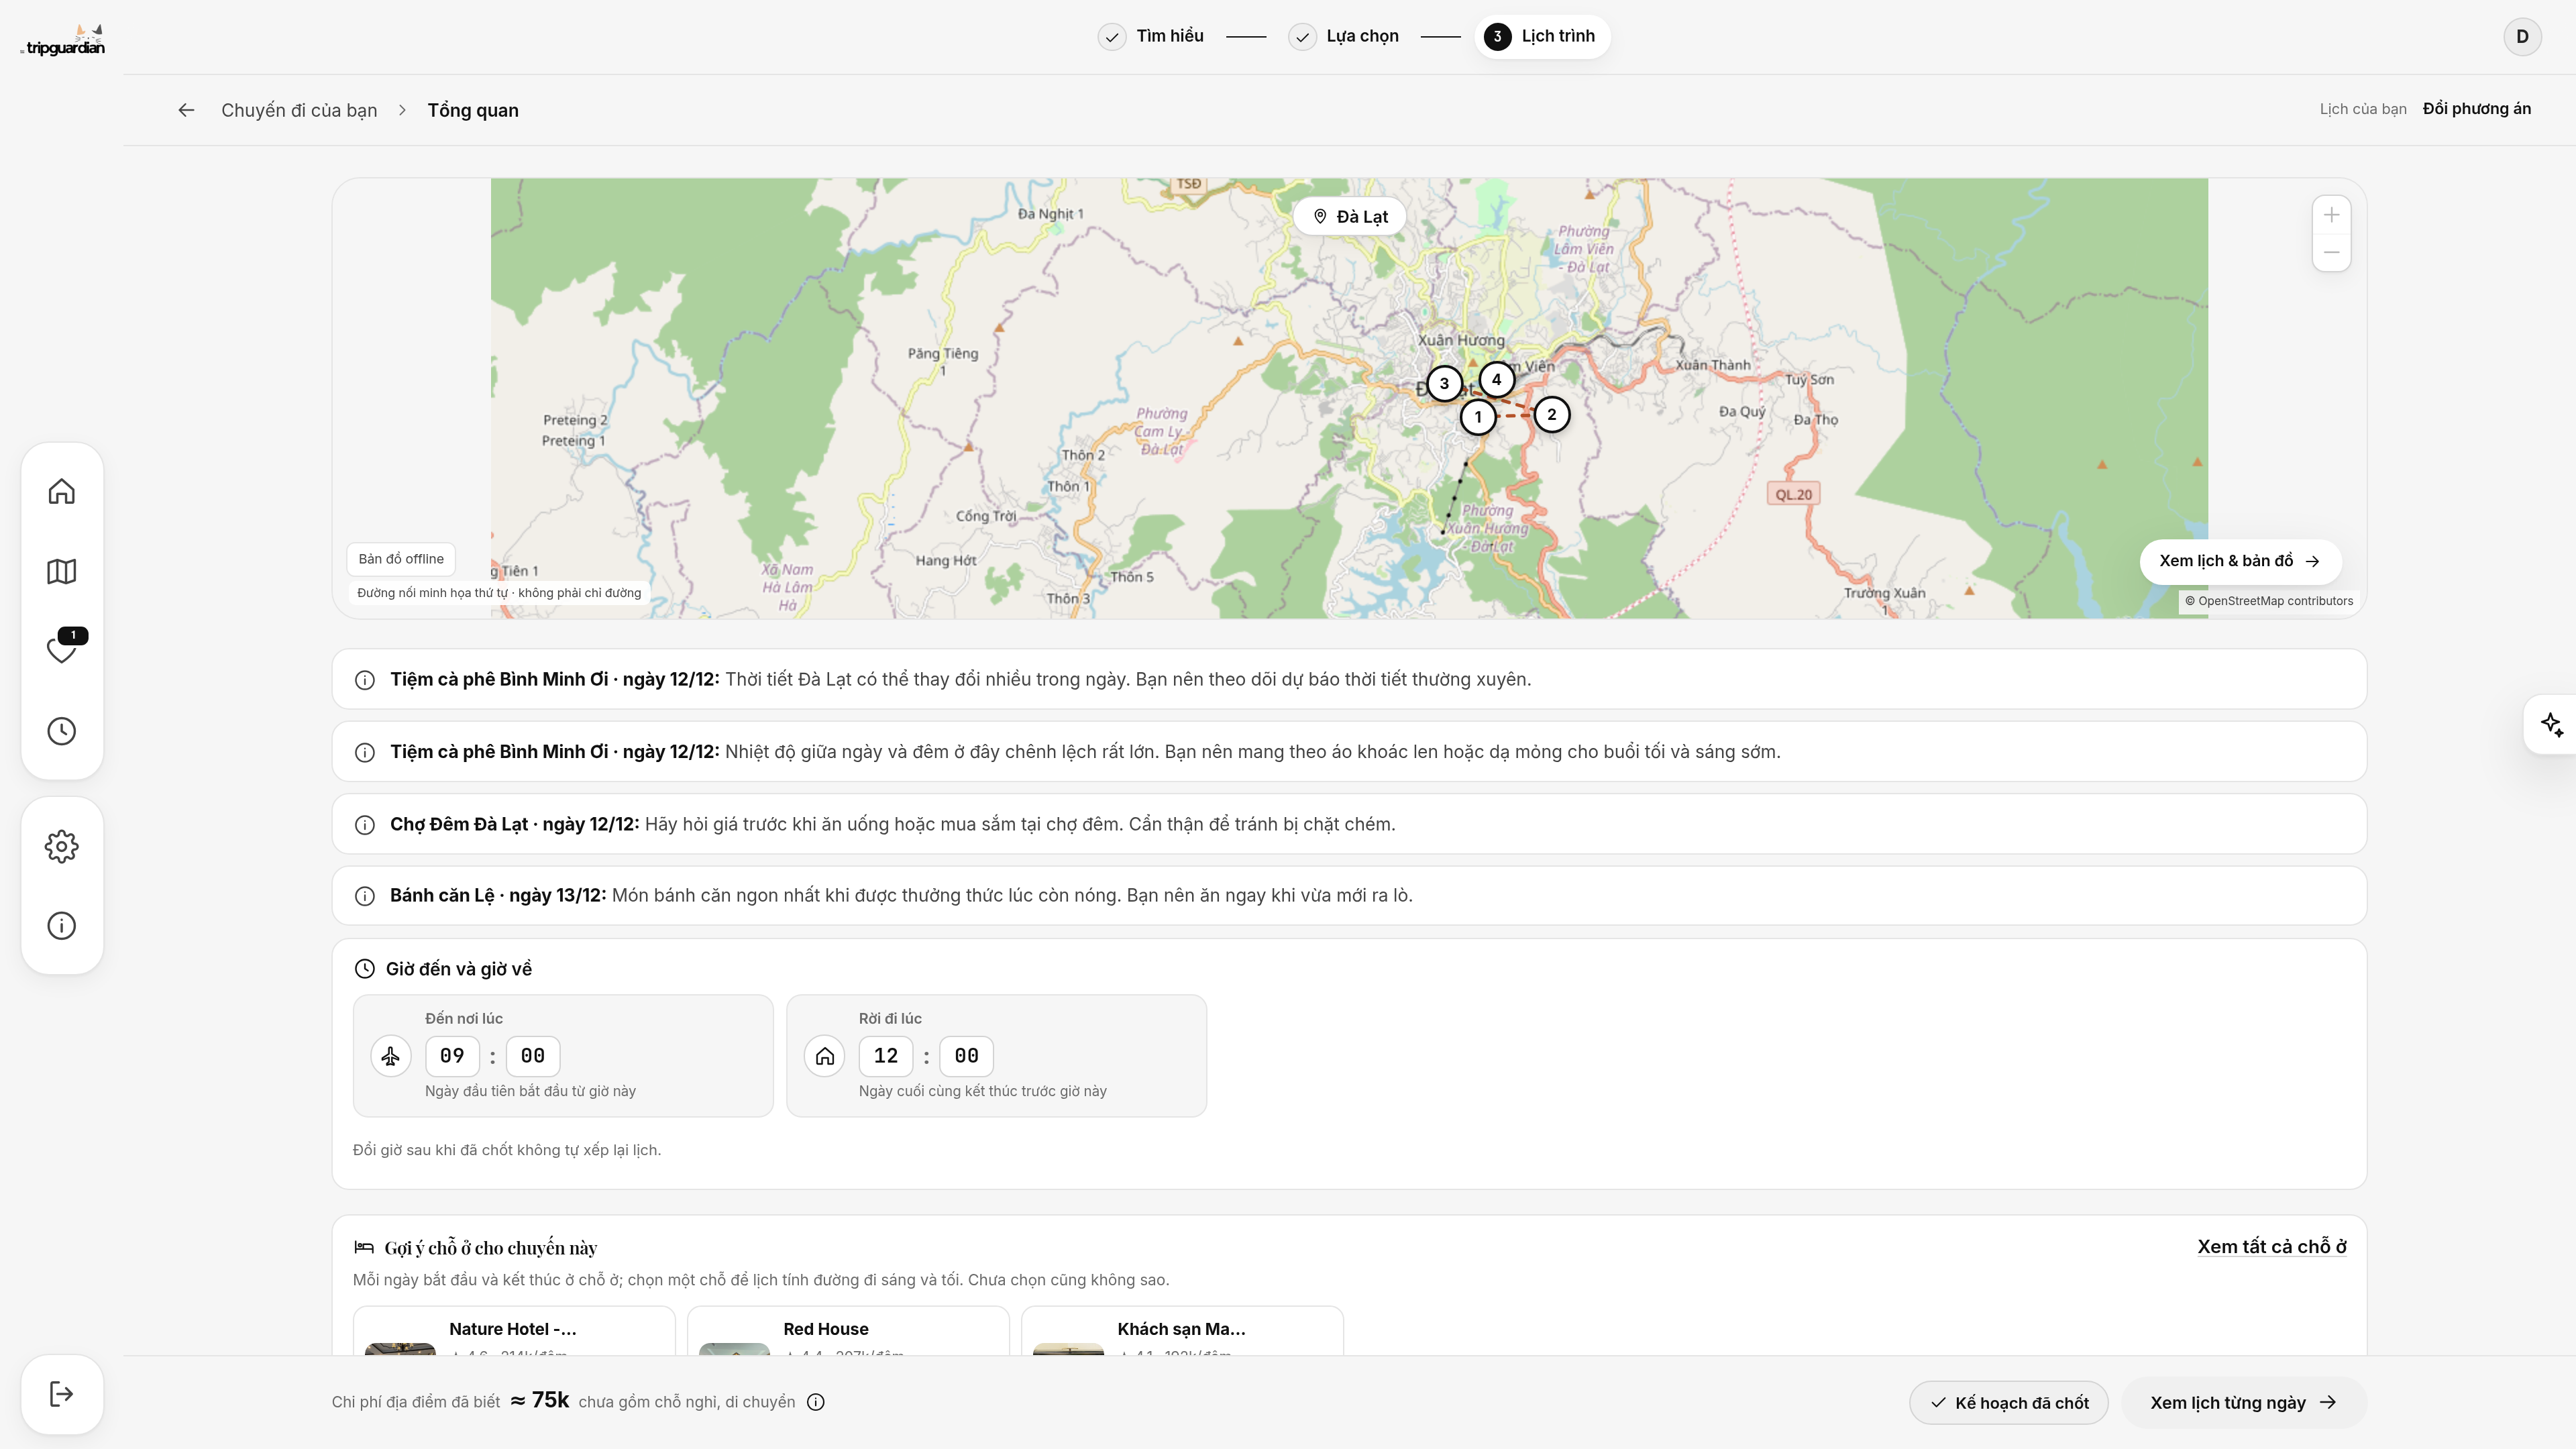 tripguardian
Tìm hiểu
Lựa chọn
3 Lịch trình
D
Chuyến đi của bạn
Tổng quan
Lịch của bạn
Đổi phương án
TSĐ
Đa Nghịt 1
Đà Lạt
Phường
Lâm Viên
- Đà Lạt
Păng Tiêng
1
Xuân Hương
Xuân Thành
Tuý Sơn
3
4
1
2
Preteing 2
Preteing 1
Phường
Cam Ly -
Đà Lạt
Đa Quý
Đa Thọ
Thôn 2
Thôn 1
QL.20
Cổng Trời
Phường
Xuân Hương
- Đà Lạt
Bản đồ offline
Hang Hớt
Xã Nam
Hà Lâm
Hà
Thôn 5
Thôn 3
Xem lịch & bản đồ
Đường nối minh họa thứ tự · không phải chỉ đường
Trường Xuân
1
© OpenStreetMap contributors
1
Tiệm cà phê Bình Minh Ơi · ngày 12/12: Thời tiết Đà Lạt có thể thay đổi nhiều trong ngày. Bạn nên theo dõi dự báo thời tiết thường xuyên.
Tiệm cà phê Bình Minh Ơi · ngày 12/12: Nhiệt độ giữa ngày và đêm ở đây chênh lệch rất lớn. Bạn nên mang theo áo khoác len hoặc dạ mỏng cho buổi tối và sáng sớm.
Chợ Đêm Đà Lạt · ngày 12/12: Hãy hỏi giá trước khi ăn uống hoặc mua sắm tại chợ đêm. Cẩn thận để tránh bị chặt chém.
Bánh căn Lệ · ngày 13/12: Món bánh căn ngon nhất khi được thưởng thức lúc còn nóng. Bạn nên ăn ngay khi vừa mới ra lò.
Giờ đến và giờ về
Đến nơi lúc
09 : 00
Ngày đầu tiên bắt đầu từ giờ này
Rời đi lúc
12 : 00
Ngày cuối cùng kết thúc trước giờ này
Đổi giờ sau khi đã chốt không tự xếp lại lịch.
Gợi ý chỗ ở cho chuyến này
Xem tất cả chỗ ở
Mỗi ngày bắt đầu và kết thúc ở chỗ ở; chọn một chỗ để lịch tính đường đi sáng và tối. Chưa chọn cũng không sao.
Nature Hotel -...
Red House
Khách sạn Ma...
Chi phí địa điểm đã biết ≈ 75k chưa gồm chỗ nghỉ, di chuyển
Kế hoạch đã chốt
Xem lịch từng ngày